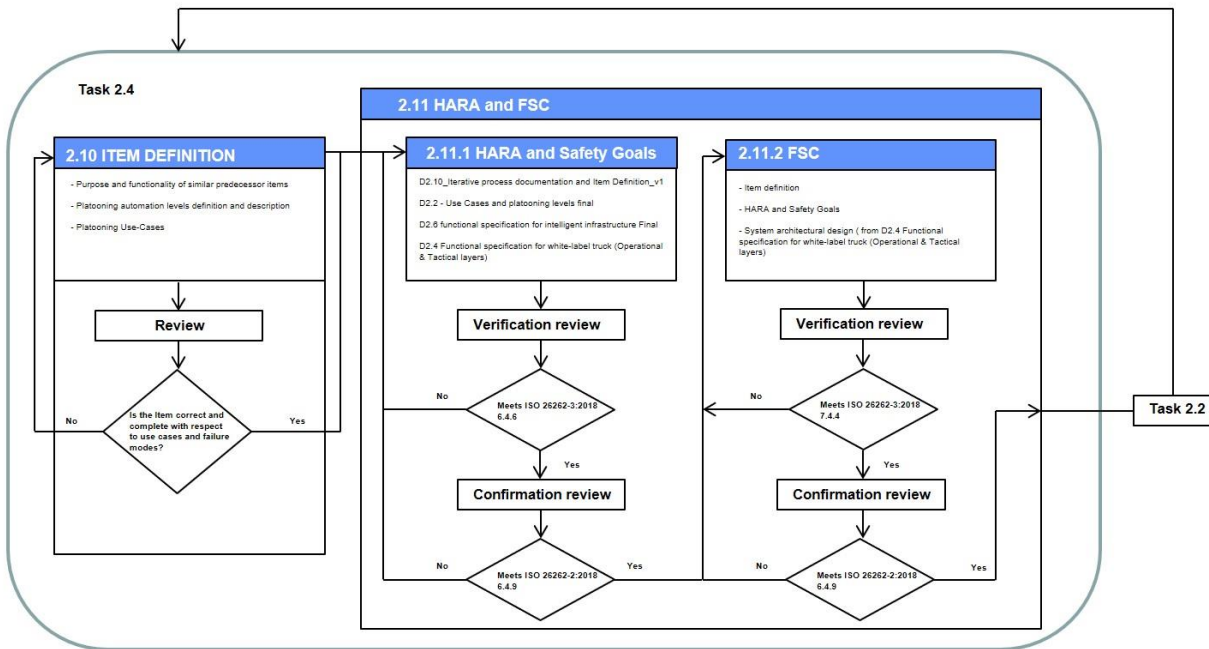 Task 2.4
2.11 HARA and FSC
2.10 ITEM DEFINITION
- Purpose and functionality of similar predecessor items
- Platooning automation levels definition and description
- Platooning Use-Cases
Review
Is the Item correct and
complete with respect
to use cases and failure
modes?
No
Yes
2.11.1 HARA and Safety Goals
D2.10_Iterative process documentation and Item Definition_v1
D2.2 - Use Cases and platooning levels final
D2.6 functional specification for intelligent infrastructure Final
D2.4 Functional specification for white-label truck (Operational
& Tactical layers)
Verification review
No
Meets ISO 26262-3:2018
6.4.6
Yes
Confirmation review
No
Meets ISO 26262-2:2018
6.4.9
Yes
2.11.2 FSC
- Item definition
- HARA and Safety Goals
- System architectural design ( from D2.4 Functional
specification for white-label truck (Operational & Tactical
layers)
Verification review
No
Meets ISO 26262-3:2018
7.4.4
Yes
Confirmation review
No
Meets ISO 26262-2:2018
6.4.9
Yes
Task 2.2